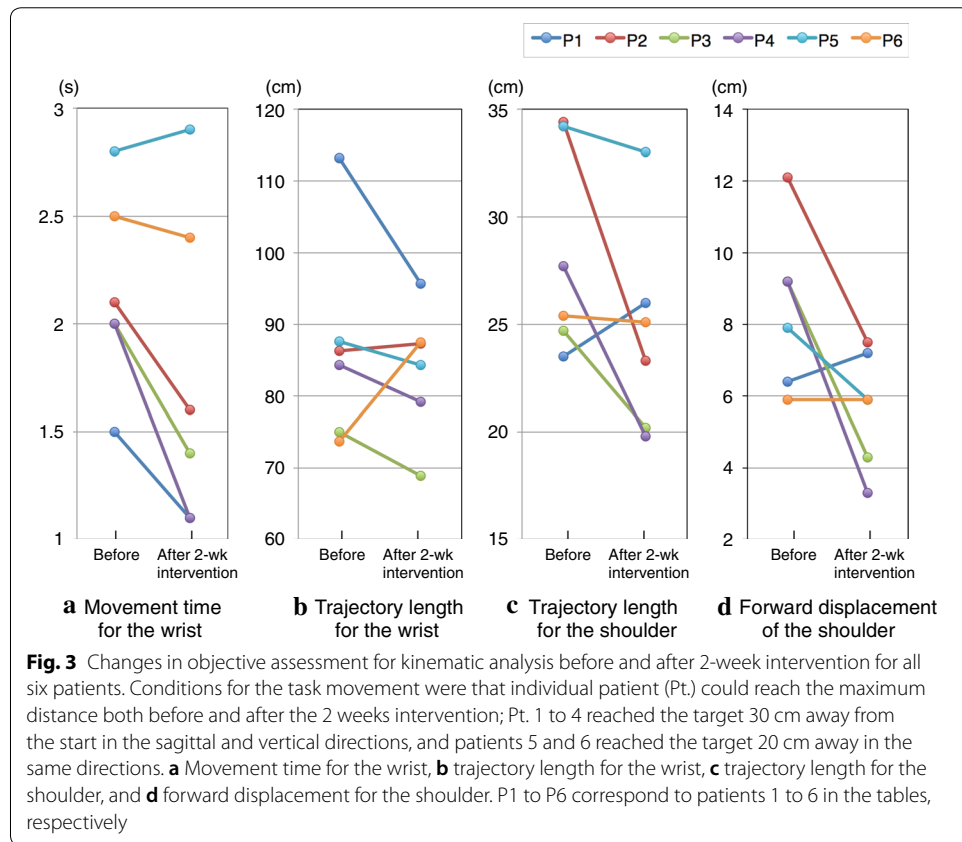 P1 P2 P3 P4 P5 P6
(s) (cm) (cm) (cm)
3 120 35 14
2.5 110 30 12
2 100 25 10
1.5 90 20 8
1 80 15 6
70 4
60 2
Before After 2-wk intervention Before After 2-wk intervention Before After 2-wk intervention Before After 2-wk intervention
a Movement time for the wrist
b Trajectory length for the wrist
c Trajectory length for the shoulder
d Forward displacement of the shoulder
Fig. 3 Changes in objective assessment for kinematic analysis before and after 2-week intervention for all
six patients. Conditions for the task movement were that individual patient (Pt.) could reach the maximum
distance both before and after the 2 weeks intervention; Pt. 1 to 4 reached the target 30 cm away from
the start in the sagittal and vertical directions, and patients 5 and 6 reached the target 20 cm away in the
same directions. a Movement time for the wrist, b trajectory length for the wrist, c trajectory length for the
shoulder, and d forward displacement for the shoulder. P1 to P6 correspond to patients 1 to 6 in the tables,
respectively